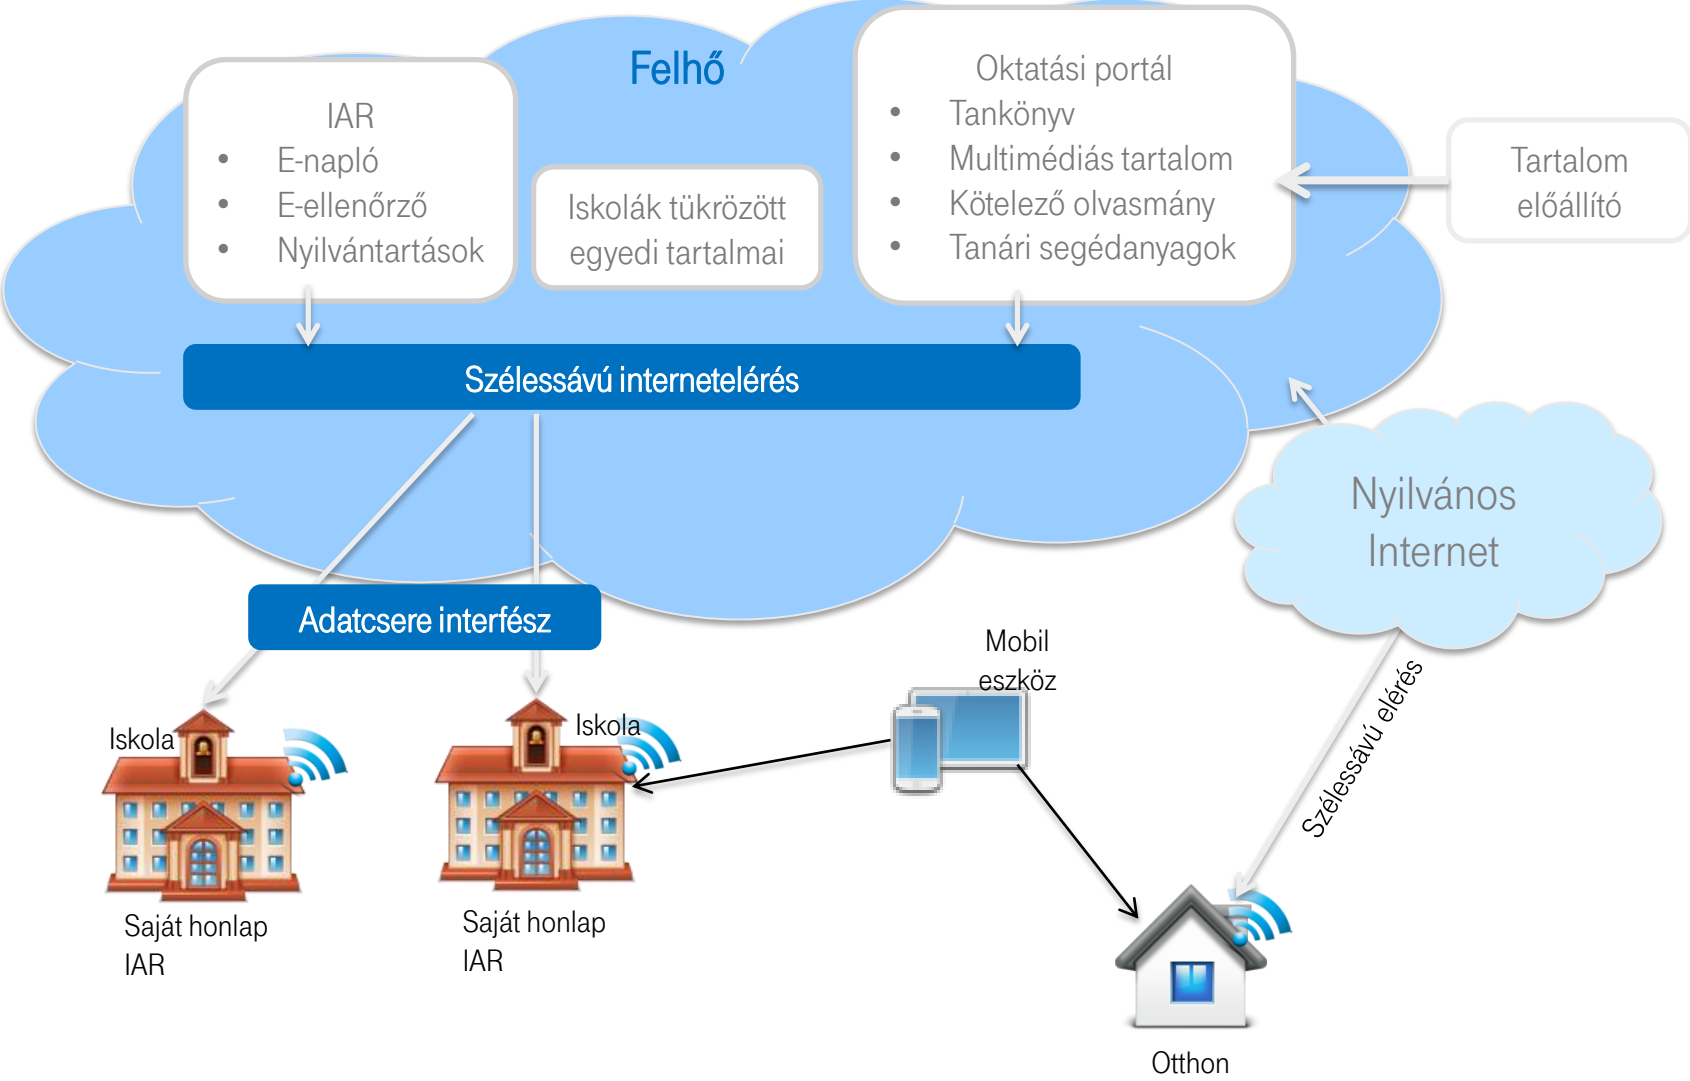 Felhő
IAR
• E-napló
• E-ellenőrző
• Nyilvántartások
Iskolák tükrözött
egyedi tartalmai
Oktatási portál
• Tankönyv
• Multimédiás tartalom
• Kötelező olvasmány
• Tanári segédanyagok
Tartalom
előállító
Szélessávú internetelérés
Nyilvános
Internet
Adatcsere interfész
Mobil
eszköz
Szélessávú elérés
Iskola
Iskola
Saját honlap
IAR
Saját honlap
IAR
Otthon